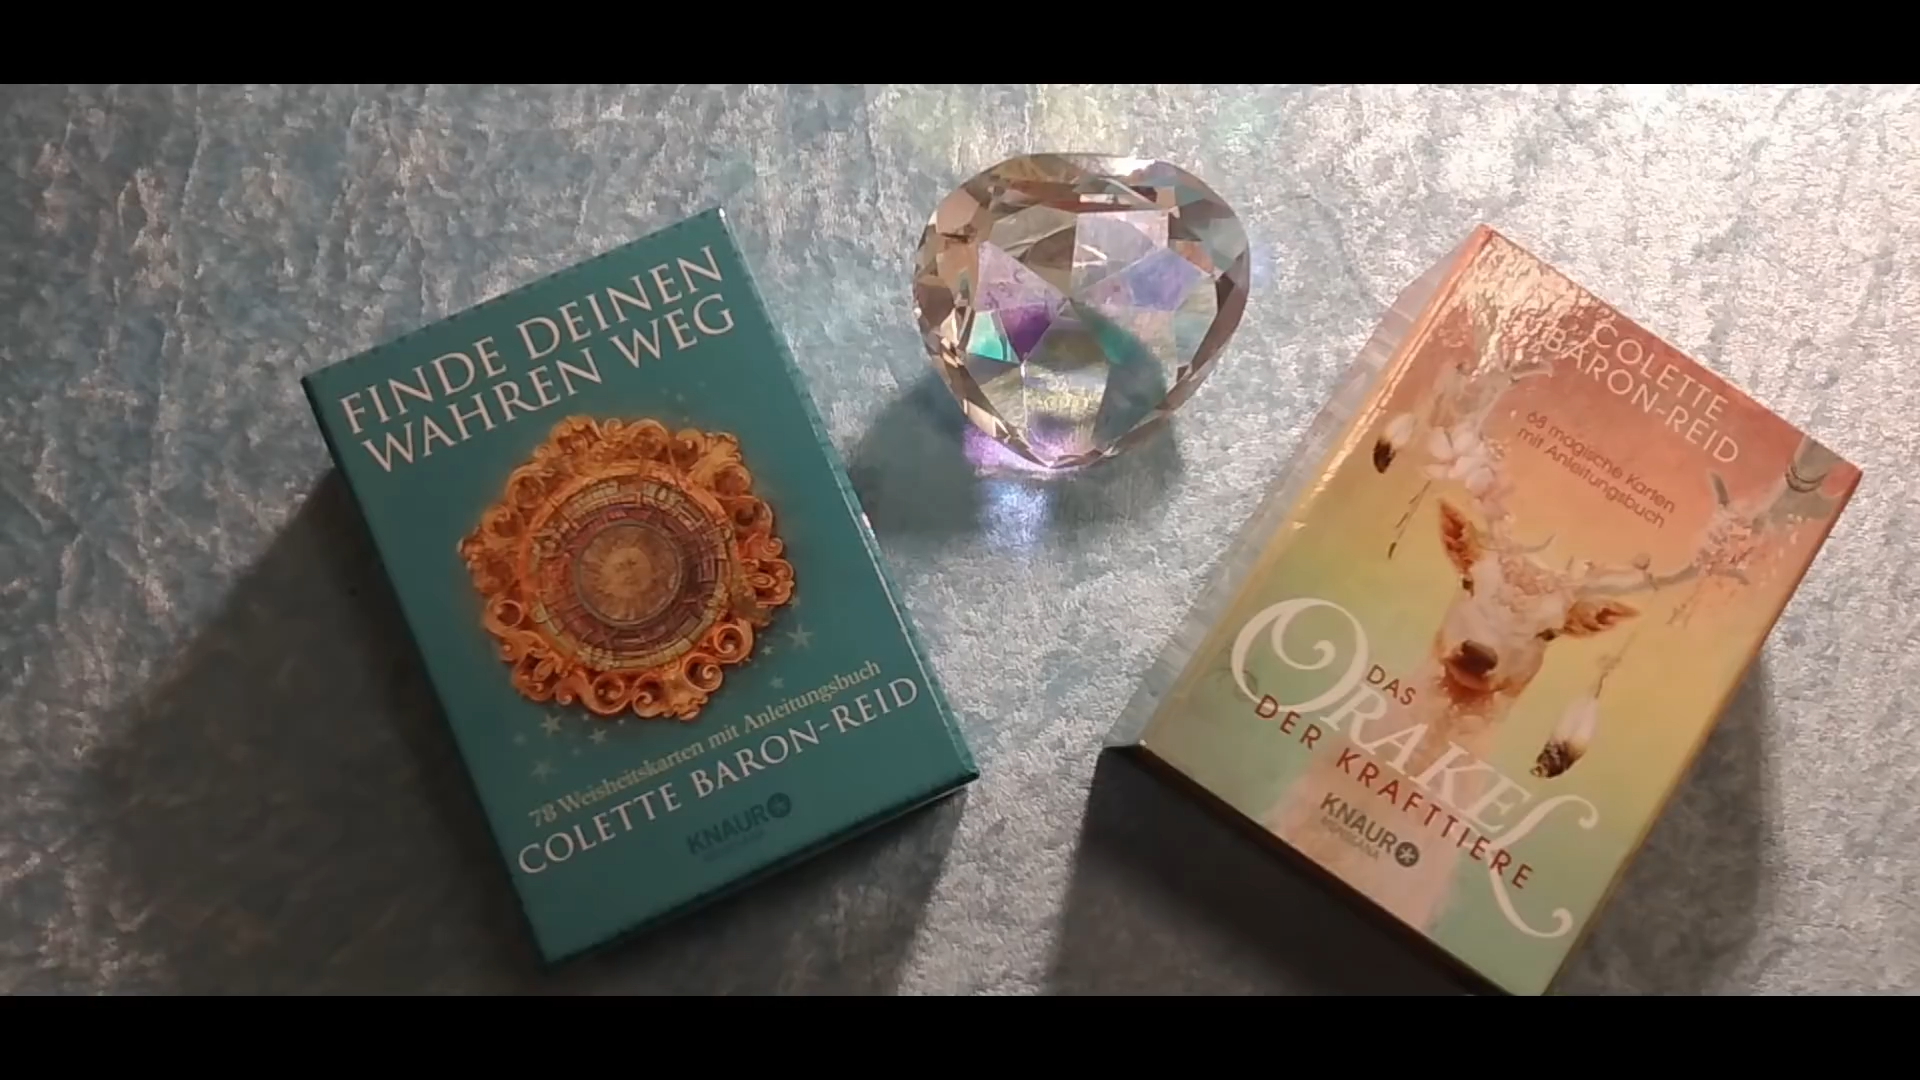 FINDE DEINEN
WAHREN WEG
78 Weisheitskarten mit Anleitungsbuch
COLETTE BARON-REID
KNAUR
COLETTE
BARON-REID
68 magische Karten
mit Anleitungsbuch
DAS
ORAKEL
DER KRAFTTIERE
KNAUR